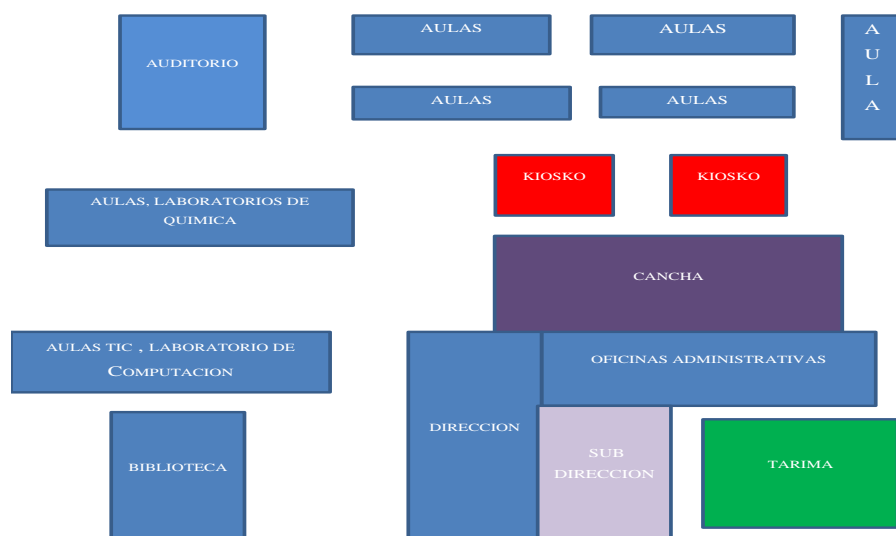 AUDITORIO
AULAS
AULAS
A
U
L
A
AULAS
AULAS
KIOSKO
KIOSKO
AULAS, LABORATORIOS DE
QUIMICA
CANCHA
AULAS TIC , LABORATORIO DE
COMPUTACION
OFICINAS ADMINISTRATIVAS
DIRECCION
SUB
DIRECCION
BIBLIOTECA
TARIMA